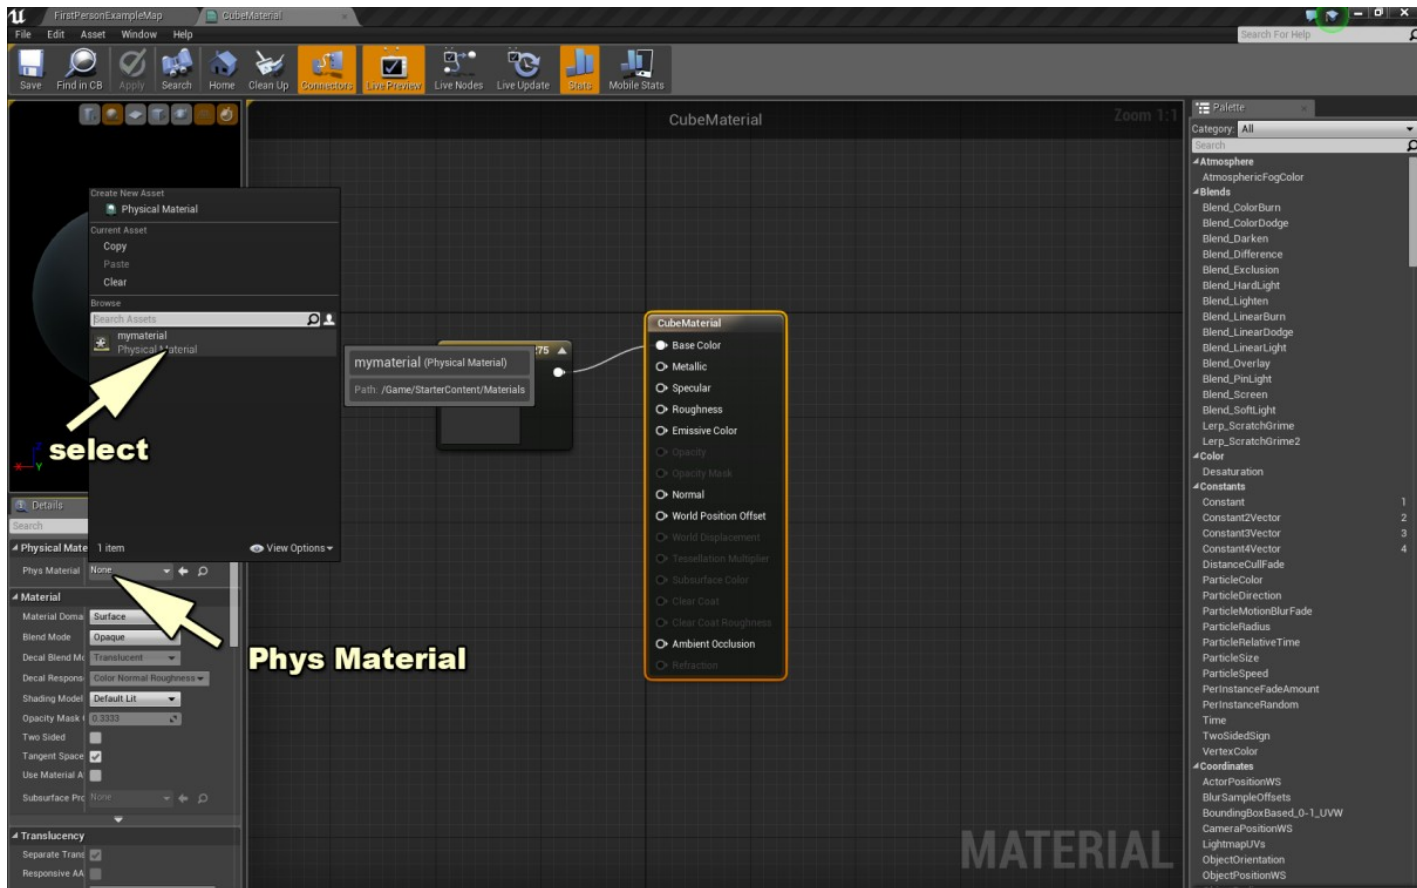 FirstPersonExampleMap
CubeMaterial
File Edit Asset Window Help
Search For Help
Save Find in CB Apply Search Home Clean Up Connectors Live Preview Live Nodes Live Update Stats Mobile Stats
CubeMaterial
Zoom 1:1
Create New Asset
Physical Material
Current Asset
Copy
Paste
Clear
Browse
Search Assets
mymaterial
Physical Material
1 item
View Options
select
mymaterial (Physical Material)
Path: /Game/StarterContent/Materials
Details
Search
Physical Mate
Phys Material None
Material
Material Doma Surface
Blend Mode Opaque
Decal Blend Mo Translucent
Decal Respons Color Normal Roughness
Shading Model Default Lit
Opacity Mask 0.3333
Two Sided
Tangent Space
Use Material A
Subsurface Pro None
Translucency
Separate Trans
Responsive AA
Phys Material
CubeMaterial
Base Color
Metallic
Specular
Roughness
Emissive Color
Opacity
Opacity Mask
Normal
World Position Offset
World Displacement
Tessellation Multiplier
Subsurface Color
Clear Coat
Clear Coat Roughness
Ambient Occlusion
Refraction
MATERIAL
Palette
Category: All
Search
Atmosphere
AtmosphericFogColor
Blends
Blend_ColorBurn
Blend_ColorDodge
Blend_Darken
Blend_Difference
Blend_Exclusion
Blend_HardLight
Blend_Lighten
Blend_LinearBurn
Blend_LinearDodge
Blend_LinearLight
Blend_Overlay
Blend_PinLight
Blend_Screen
Blend_SoftLight
Lerp_ScratchGrime
Lerp_ScratchGrime2
Color
Desaturation
Constants
Constant 1
Constant2Vector 2
Constant3Vector 3
Constant4Vector 4
DistanceCullFade
ParticleColor
ParticleDirection
ParticleMotionBlurFade
ParticleRadius
ParticleRelativeTime
ParticleSize
ParticleSpeed
PerInstanceFadeAmount
PerInstanceRandom
Time
TwoSidedSign
VertexColor
Coordinates
ActorPositionWS
BlurSampleOffsets
BoundingBoxBased_0-1_UVW
CameraPositionWS
LightmapUVs
ObjectOrientation
ObjectPositionWS